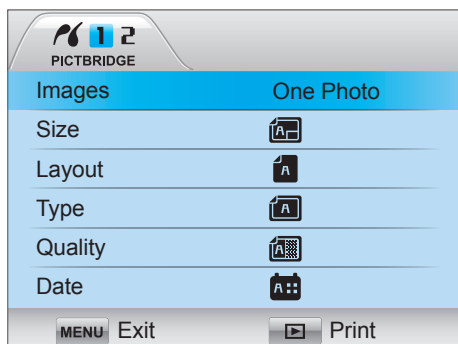 1 2
PICTBRIDGE
Images One Photo
Size A
Layout A
Type A
Quality A
Date A
MENU Exit Print